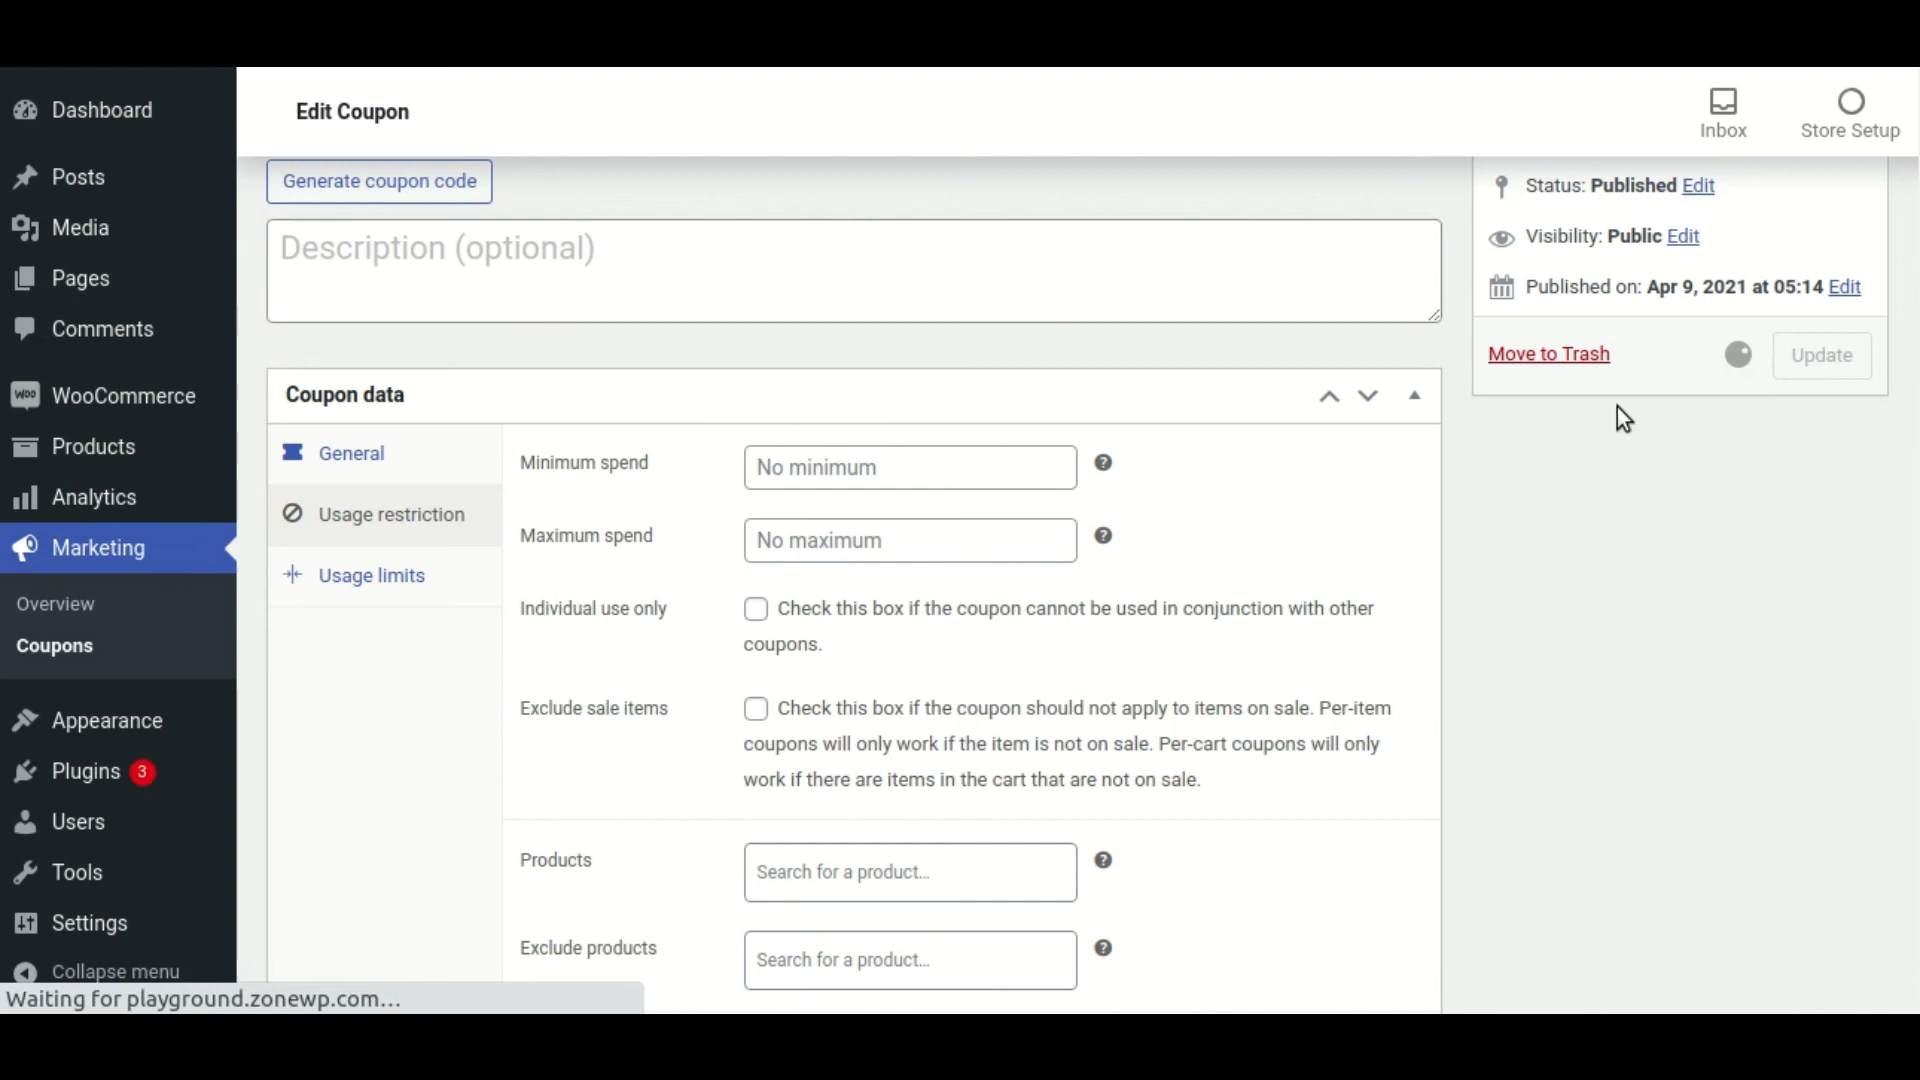 Dashboard
Posts
Media
Pages
Comments
WOO WooCommerce
Products
Analytics
Marketing
Overview
Coupons
Appearance
Plugins 3
Users
Tools
Settings
Collapse menu
Waiting for playground.zonewp.com...
Edit Coupon
Inbox
Store Setup
Generate coupon code
Description (optional)
Coupon data
General
Usage restriction
Usage limits
Minimum spend
No minimum
?
Maximum spend
No maximum
?
Individual use only
Check this box if the coupon cannot be used in conjunction with other
coupons.
Exclude sale items
Check this box if the coupon should not apply to items on sale. Per-item
coupons will only work if the item is not on sale. Per-cart coupons will only
work if there are items in the cart that are not on sale.
Products
Search for a product...
?
Exclude products
Search for a product...
?
Status: Published Edit
Visibility: Public Edit
Published on: Apr 9, 2021 at 05:14 Edit
Move to Trash
Update